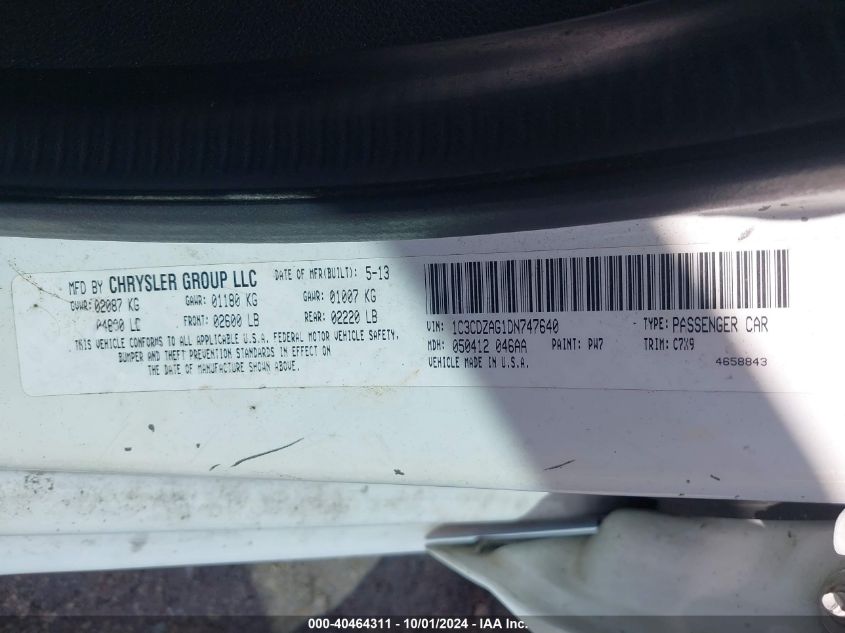 MFD BY CHRYSLER GROUP LLC DATE OF MFR(BUILT): 5-13
GVWR: 02087 KG GAWR: 01180 KG GAWR: 01007 KG
FRONT: 02600 LB REAR: 02220 LB
THIS VEHICLE CONFORMS TO ALL APPLICABLE U.S.A. FEDERAL MOTOR VEHICLE SAFETY,
BUMPER AND THEFT PREVENTION STANDARDS IN EFFECT ON
THE DATE OF MANUFACTURE SHOWN ABOVE.
VIN: 1C3CDZAG1DN747640 TYPE: PASSENGER CAR
MDH: 050412 046AA PAINT: PW7 TRIM: C7X9
VEHICLE MADE IN U.S.A. 4658843
000-40464311 - 10/01/2024 - IAA Inc.